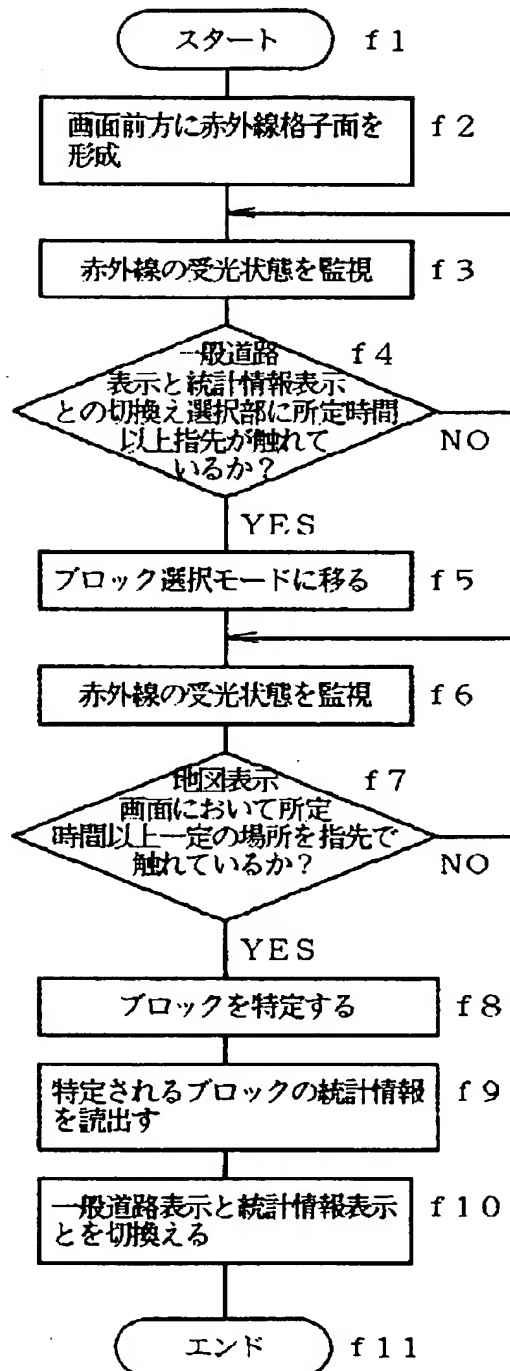 スタート f1
画面前方に赤外線格子面を f2
形成
赤外線の受光状態を監視 f3
一般道路 f4
表示と統計情報表示
との切換え選択部に所定時間
以上指先が触れて
いるか？ NO
YES
ブロック選択モードに移る f5
赤外線の受光状態を監視 f6
地図表示 f7
画面において所定
時間以上一定の場所を指先で
触れているか？ NO
YES
ブロックを特定する f8
特定されるブロックの統計情報 f9
を読出す
一般道路表示と統計情報表示 f10
とを切換える
エンド f11